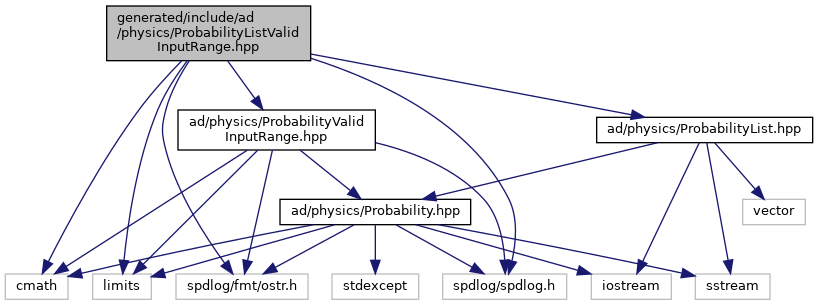 generated/include/ad
/physics/ProbabilityListValid
InputRange.hpp
ad/physics/ProbabilityValid
InputRange.hpp
ad/physics/ProbabilityList.hpp
ad/physics/Probability.hpp
vector
cmath
limits
spdlog/fmt/ostr.h
stdexcept
spdlog/spdlog.h
iostream
sstream